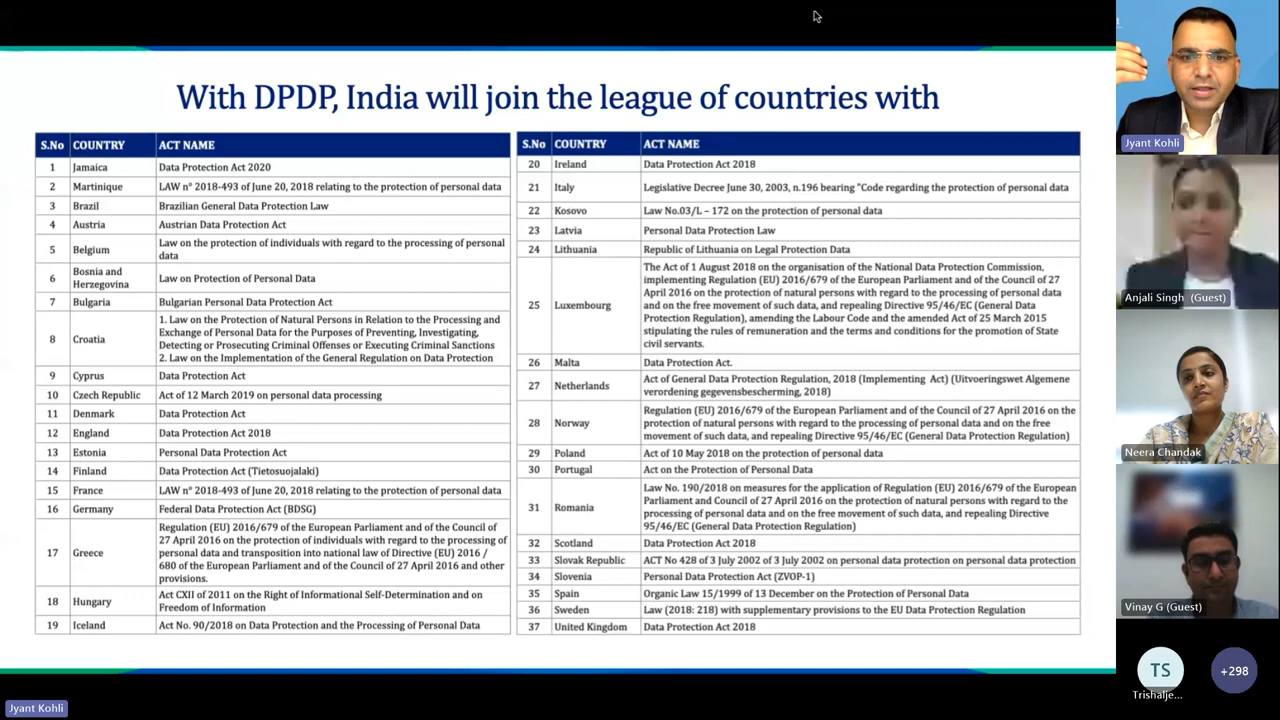 With DPDP, India will join the league of countries with
S.No COUNTRY ACT NAME
1 Jamaica Data Protection Act 2020
2 Martinique LAW n° 2018-493 of June 20, 2018 relating to the protection of personal data
3 Brazil Brazilian General Data Protection Law
4 Austria Austrian Data Protection Act
5 Belgium Law on the protection of individuals with regard to the processing of personal
data
6 Bosnia and
Herzegovina Law on Protection of Personal Data
7 Bulgaria Bulgarian Personal Data Protection Act
8 Croatia 1. Law on the Protection of Natural Persons in Relation to the Processing and
Exchange of Personal Data for the Purposes of Preventing, Investigating,
Detecting or Prosecuting Criminal Offenses or Executing Criminal Sanctions
2. Law on the Implementation of the General Regulation on Data Protection
9 Cyprus Data Protection Act
10 Czech Republic Act of 12 March 2019 on personal data processing
11 Denmark Data Protection Act
12 England Data Protection Act 2018
13 Estonia Personal Data Protection Act
14 Finland Data Protection Act (Tietosuojalaki)
15 France LAW n° 2018-493 of June 20, 2018 relating to the protection of personal data
16 Germany Federal Data Protection Act (BDSG)
17 Greece Regulation (EU) 2016/679 of the European Parliament and of the Council of
27 April 2016 on the protection of individuals with regard to the processing of
personal data and transposition into national law of Directive (EU) 2016 /
680 of the European Parliament and of the Council of 27 April 2016 and other
provisions.
18 Hungary Act CXII of 2011 on the Right of Informational Self-Determination and on
Freedom of Information
19 Iceland Act No. 90/2018 on Data Protection and the Processing of Personal Data
S.No COUNTRY ACT NAME
20 Ireland Data Protection Act 2018
21 Italy Legislative Decree June 30, 2003, n.196 bearing "Code regarding the protection of personal data
22 Kosovo Law No.03/L – 172 on the protection of personal data
23 Latvia Personal Data Protection Law
24 Lithuania Republic of Lithuania on Legal Protection Data
25 Luxembourg The Act of 1 August 2018 on the organisation of the National Data Protection Commission,
implementing Regulation (EU) 2016/679 of the European Parliament and of the Council of 27
April 2016 on the protection of natural persons with regard to the processing of personal data
and on the free movement of such data, and repealing Directive 95/46/EC (General Data
Protection Regulation), amending the Labour Code and the amended Act of 25 March 2015
stipulating the rules of remuneration and the terms and conditions for the promotion of State
civil servants.
26 Malta Data Protection Act.
27 Netherlands Act of General Data Protection Regulation, 2018 (Implementing Act) (Uitvoeringswet Algemene
verordening gegevensbescherming, 2018)
28 Norway Regulation (EU) 2016/679 of the European Parliament and of the Council of 27 April 2016 on the
protection of natural persons with regard to the processing of personal data and on the free
movement of such data, and repealing Directive 95/46/EC (General Data Protection Regulation)
29 Poland Act of 10 May 2018 on the protection of personal data
30 Portugal Act on the Protection of Personal Data
31 Romania Law No. 190/2018 on measures for the application of Regulation (EU) 2016/679 of the European
Parliament and Council of 27 April 2016 on the protection of natural persons with regard to the
processing of personal data and on the free movement of such data, and repealing Directive
95/46/EC (General Data Protection Regulation)
32 Scotland Data Protection Act 2018
33 Slovak Republic ACT No 428 of 3 July 2002 of 3 July 2002 on personal data protection on personal data protection
34 Slovenia Personal Data Protection Act (ZVOP-1)
35 Spain Organic Law 15/1999 of 13 December on the Protection of Personal Data
36 Sweden Law (2018: 218) with supplementary provisions to the EU Data Protection Regulation
37 United Kingdom Data Protection Act 2018
Jyant Kohli
Anjali Singh (Guest)
Neera Chandak
Vinay G (Guest)
TS
Trishalje...
+298
Jyant Kohli